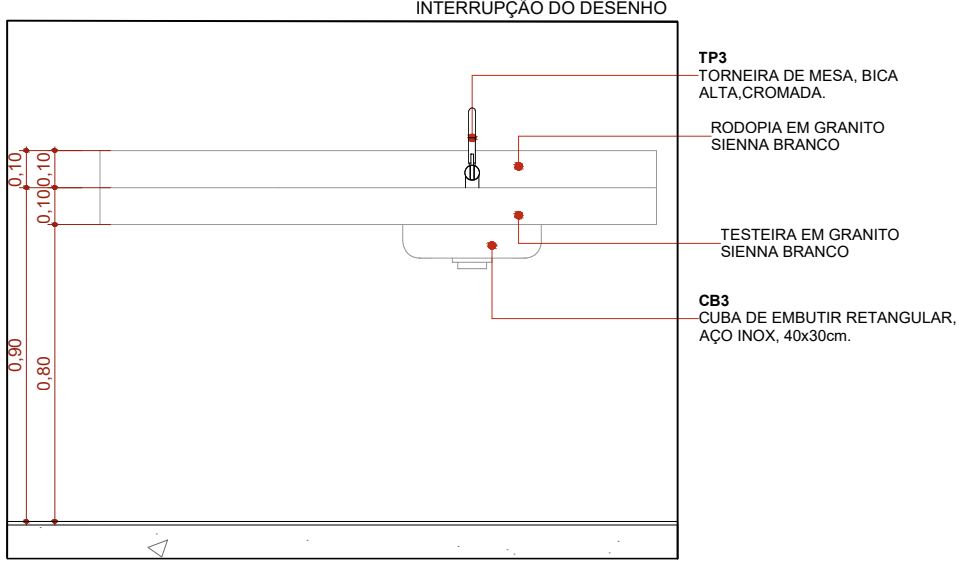 INTERRUPÇÃO DO DESENHO
TP3
TORNEIRA DE MESA, BICA
ALTA,CROMADA.
RODOPIA EM GRANITO
SIENNA BRANCO
0,10
0,10
0,10
TESTEIRA EM GRANITO
SIENNA BRANCO
CB3
CUBA DE EMBUTIR RETANGULAR,
AÇO INOX, 40x30cm.
0,90
0,80